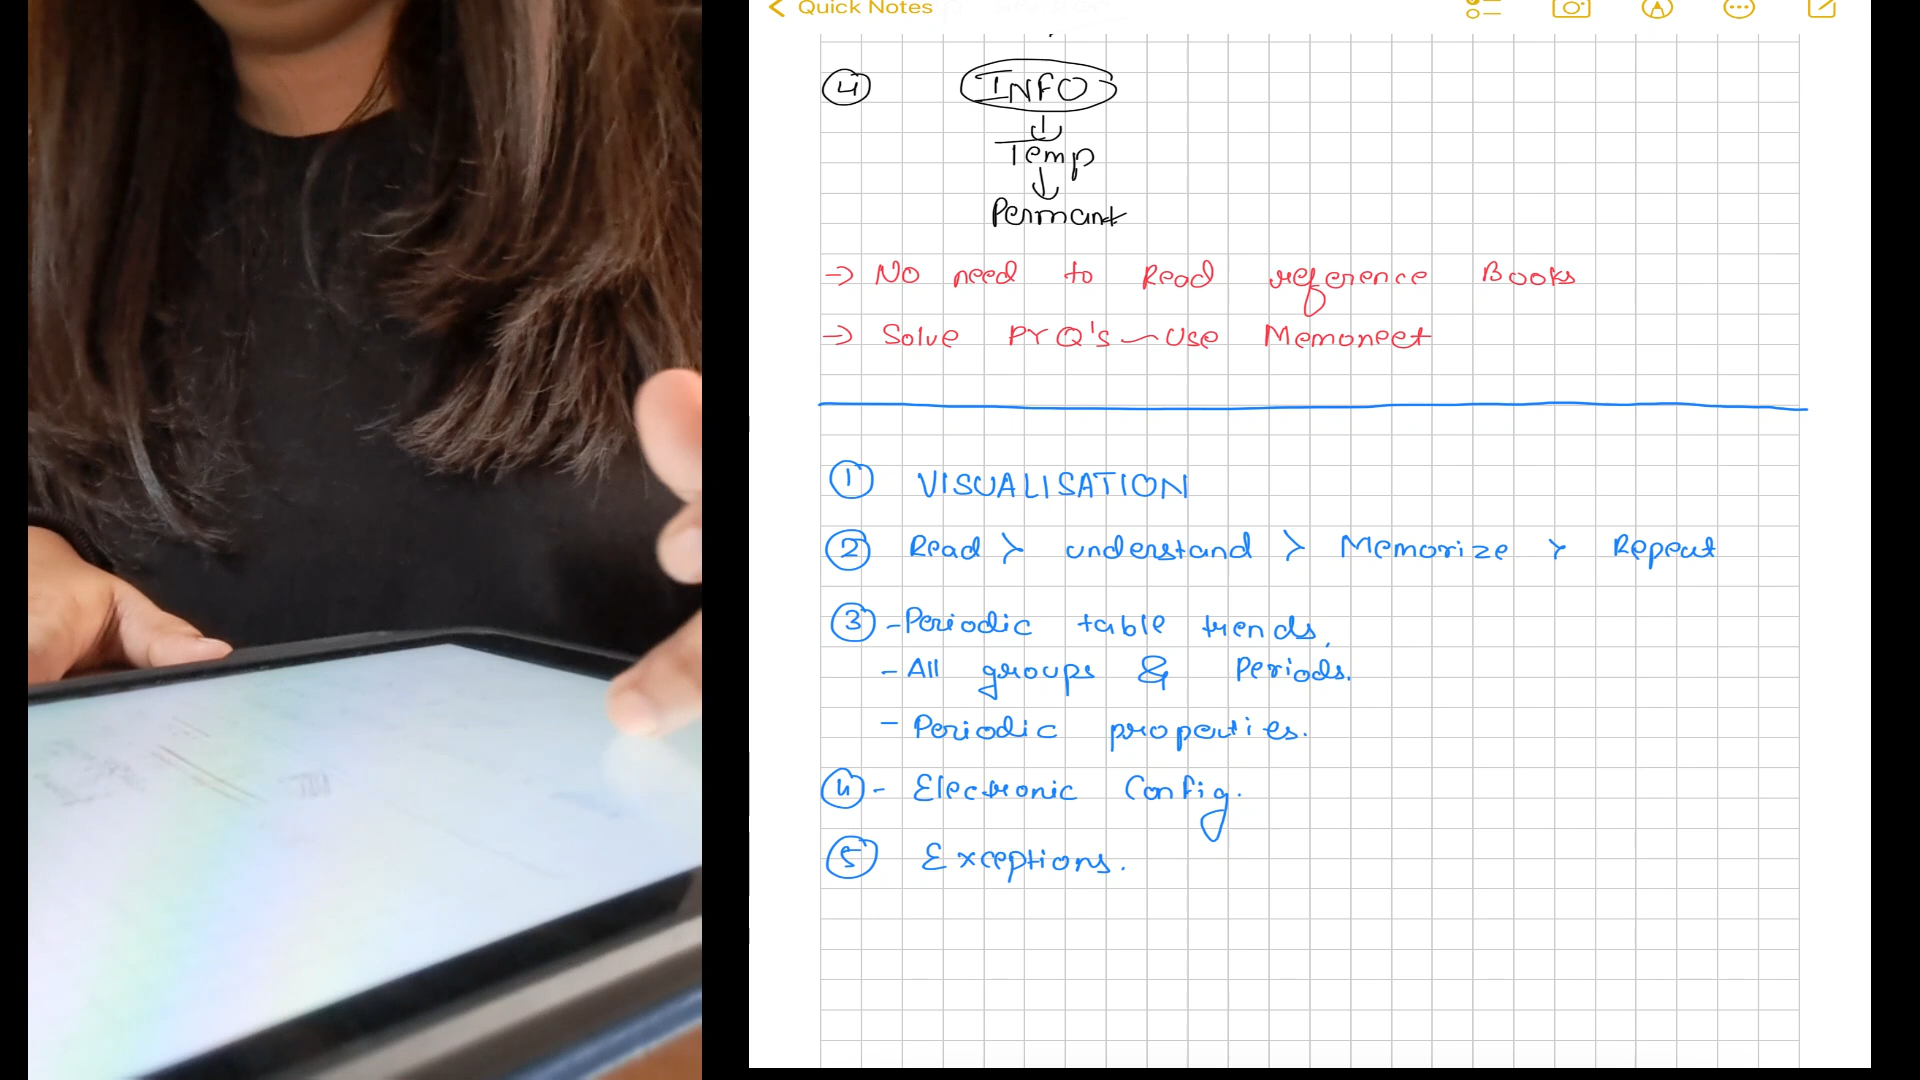 Quick Notes
4 INFO
Temp
Permant
→ No need to Read reference Books
→ Solve PYQ's — Use Memoneet
1 VISUALISATION
2 Read > understand > Memorize > Repeat
3 - Periodic table trends,
- All groups & Periods.
- Periodic properties.
4 - Electronic Config.
5 Exceptions.